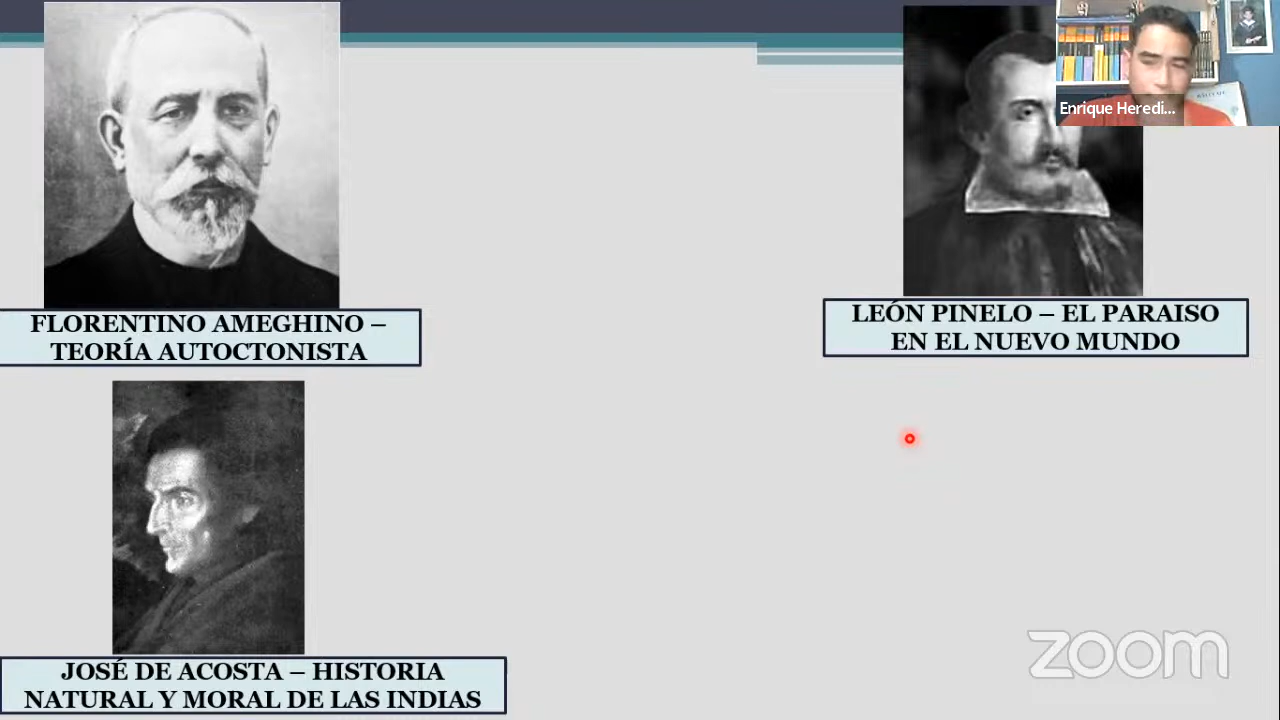 Enrique Heredi...
FLORENTINO AMEGHINO –
TEORÍA AUTOCTONISTA
LEÓN PINELO – EL PARAISO
EN EL NUEVO MUNDO
JOSÉ DE ACOSTA – HISTORIA
NATURAL Y MORAL DE LAS INDIAS
zoom